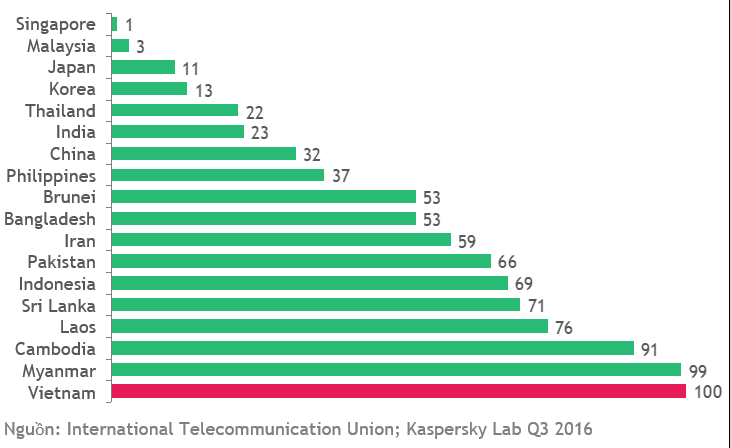 Singapore 1
Malaysia 3
Japan 11
Korea 13
Thailand 22
India 23
China 32
Philippines 37
Brunei 53
Bangladesh 53
Iran 59
Pakistan 66
Indonesia 69
Sri Lanka 71
Laos 76
Cambodia 91
Myanmar 99
Vietnam 100
Nguồn: International Telecommunication Union; Kaspersky Lab Q3 2016